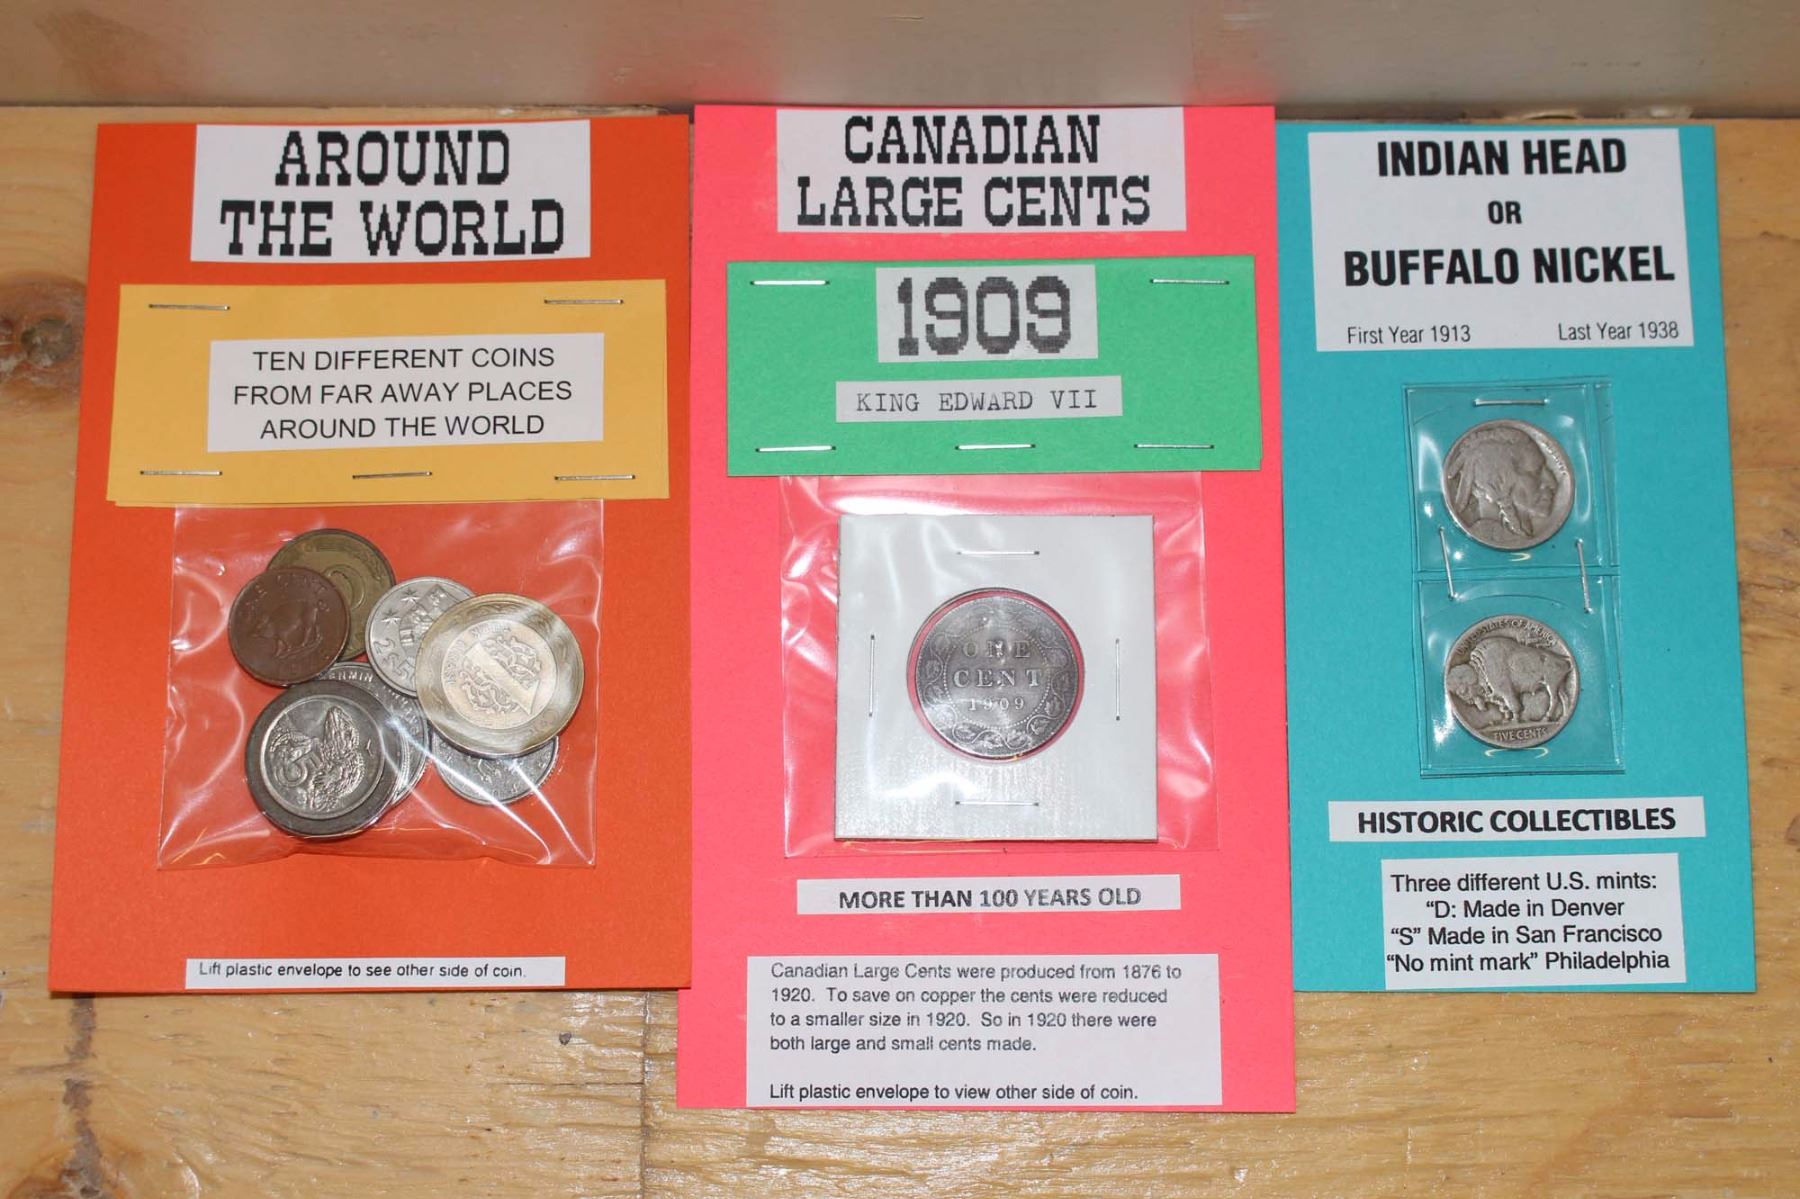 AROUND
THE WORLD
TEN DIFFERENT COINS
FROM FAR AWAY PLACES
AROUND THE WORLD
Lift plastic envelope to see other side of coin.
CANADIAN
LARGE CENTS
1909
KING EDWARD VII
ONE
CENT
1909
MORE THAN 100 YEARS OLD
Canadian Large Cents were produced from 1876 to
1920. To save on copper the cents were reduced
to a smaller size in 1920. So in 1920 there were
both large and small cents made.
Lift plastic envelope to view other side of coin.
INDIAN HEAD
OR
BUFFALO NICKEL
First Year 1913 Last Year 1938
UNITED STATES OF AMERICA
FIVE CENTS
HISTORIC COLLECTIBLES
Three different U.S. mints:
“D: Made in Denver
“S” Made in San Francisco
“No mint mark” Philadelphia